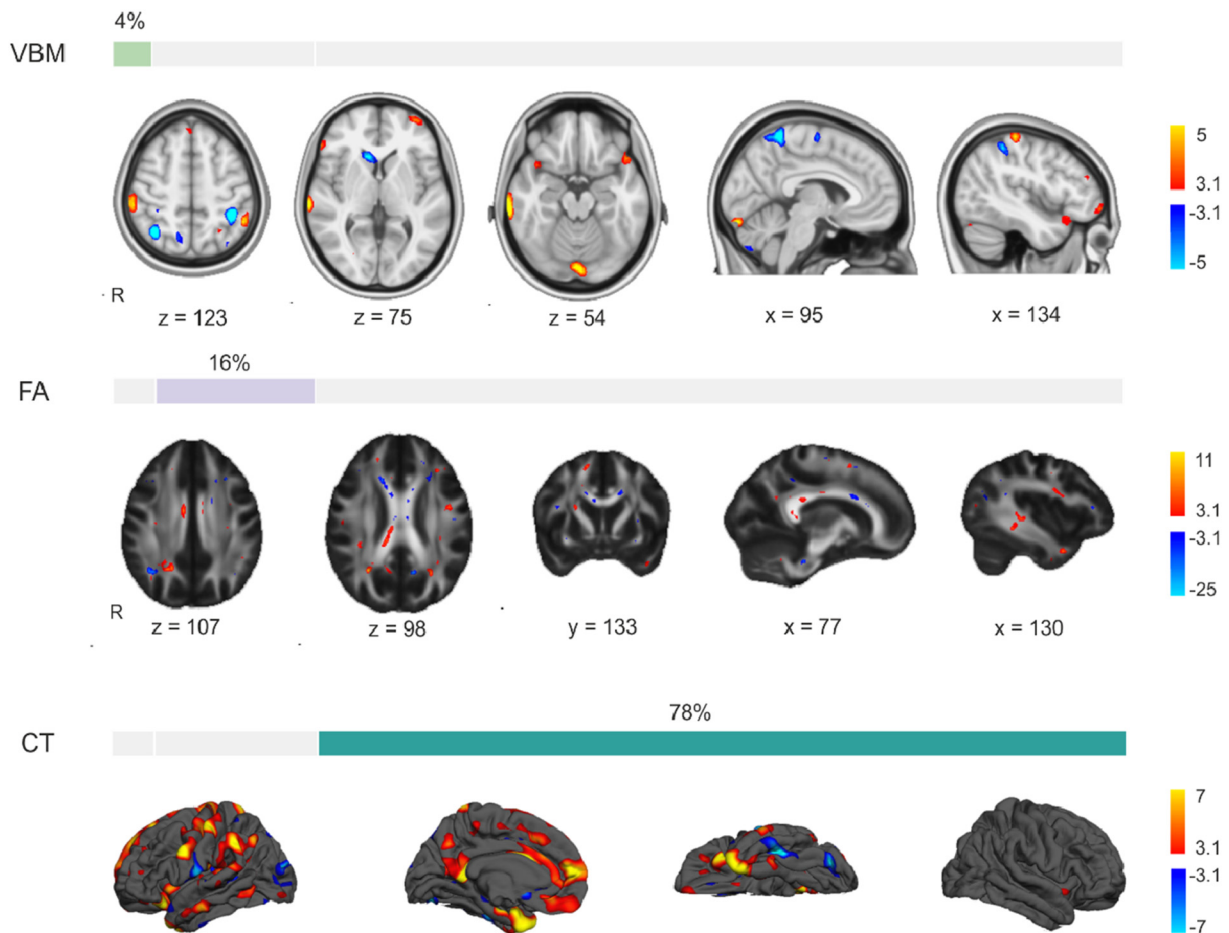 4%
VBM
5
3.1
-3.1
-5
R
z = 123
z = 75
z = 54
x = 95
x = 134
16%
FA
11
3.1
-3.1
-25
R
z = 107
z = 98
y = 133
x = 77
x = 130
78%
CT
7
3.1
-3.1
-7